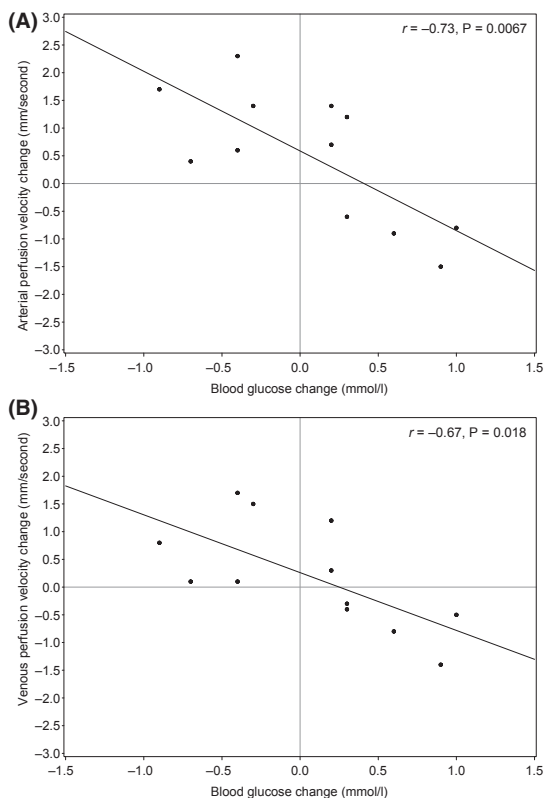 (A)
r = –0.73, P = 0.0067
Arterial perfusion velocity change (mm/second)
3.0
2.5
2.0
1.5
1.0
0.5
0.0
–0.5
–1.0
–1.5
–2.0
–2.5
–3.0
–1.5 –1.0 –0.5 0.0 0.5 1.0 1.5
Blood glucose change (mmol/l)
(B)
r = –0.67, P = 0.018
Venous perfusion velocity change (mm/second)
3.0
2.5
2.0
1.5
1.0
0.5
0.0
–0.5
–1.0
–1.5
–2.0
–2.5
–3.0
–1.5 –1.0 –0.5 0.0 0.5 1.0 1.5
Blood glucose change (mmol/l)